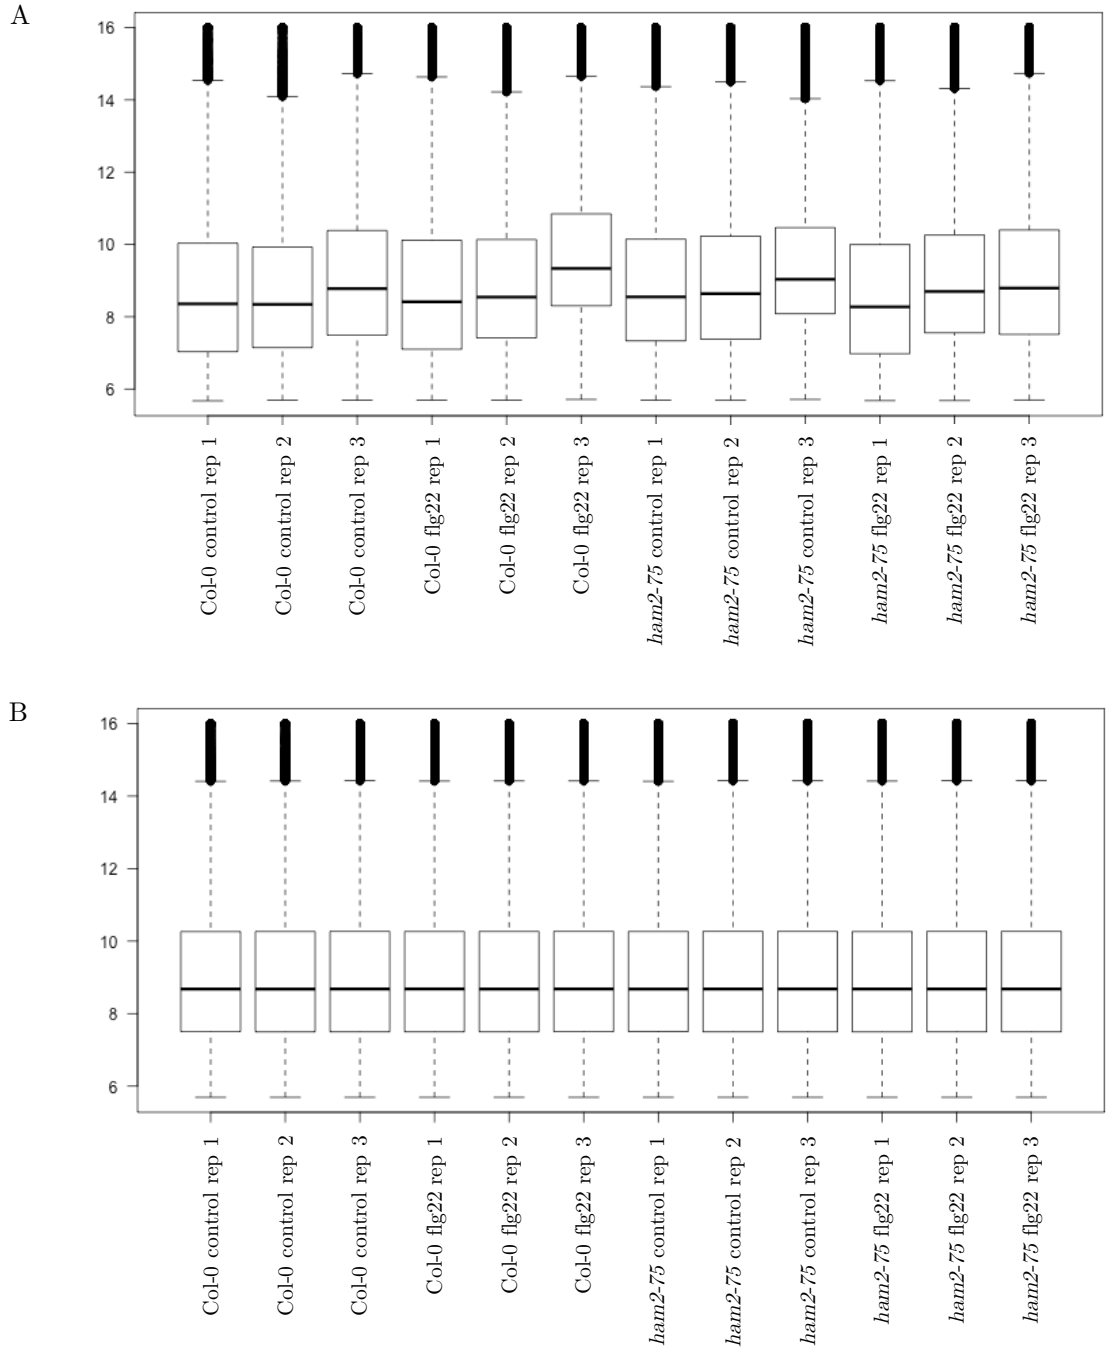 A
16
14
12
10
8
6
Col-0 control rep 1
Col-0 control rep 2
Col-0 control rep 3
Col-0 flg22 rep 1
Col-0 flg22 rep 2
Col-0 flg22 rep 3
ham2-75 control rep 1
ham2-75 control rep 2
ham2-75 control rep 3
ham2-75 flg22 rep 1
ham2-75 flg22 rep 2
ham2-75 flg22 rep 3
B
16
14
12
10
8
6
Col-0 control rep 1
Col-0 control rep 2
Col-0 control rep 3
Col-0 flg22 rep 1
Col-0 flg22 rep 2
Col-0 flg22 rep 3
ham2-75 control rep 1
ham2-75 control rep 2
ham2-75 control rep 3
ham2-75 flg22 rep 1
ham2-75 flg22 rep 2
ham2-75 flg22 rep 3